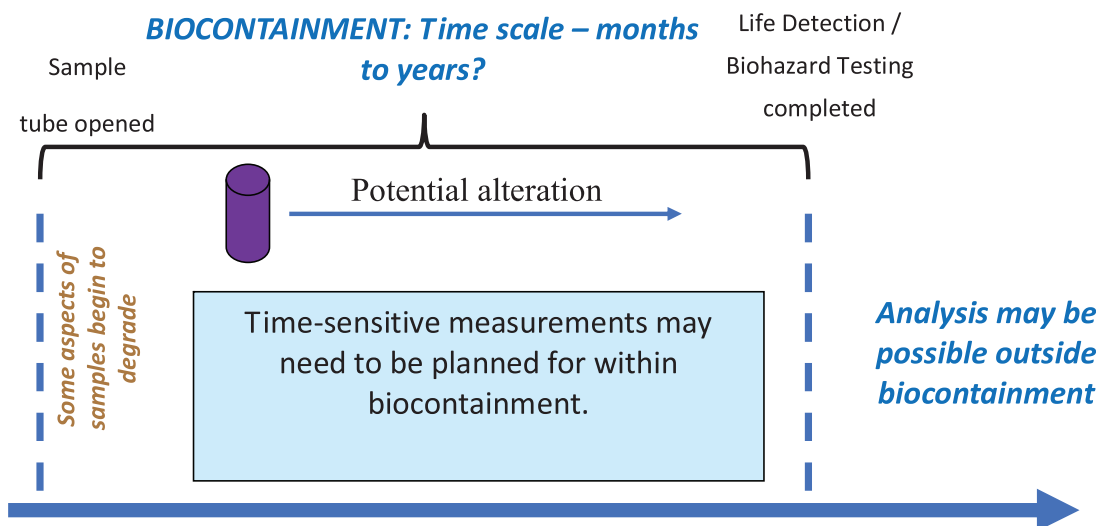 BIOCONTAINMENT: Time scale – months
to years?
Sample
tube opened
Life Detection /
Biohazard Testing
completed
Potential alteration
Some aspects of
samples begin to
degrade
Time-sensitive measurements may
need to be planned for within
biocontainment.
Analysis may be
possible outside
biocontainment